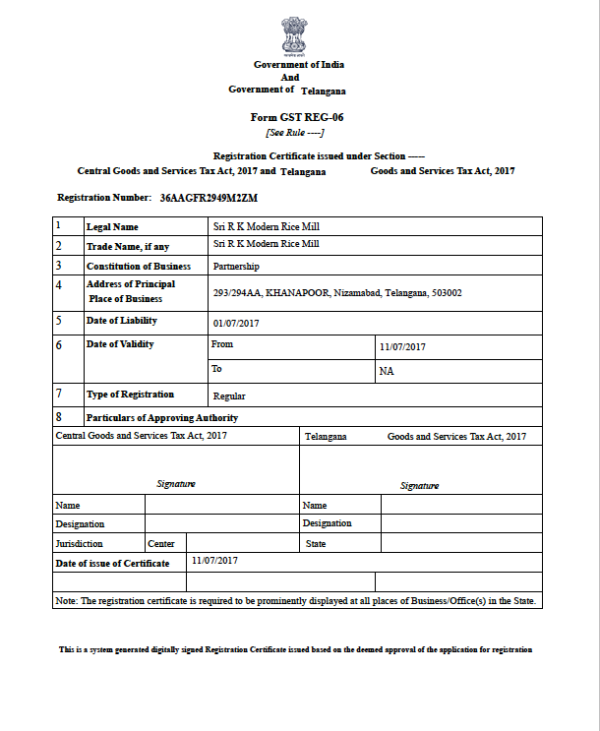 Government of India
And
Government of Telangana
Form GST REG-06
[See Rule ----]
Registration Certificate issued under Section -----
Central Goods and Services Tax Act, 2017 and Telangana Goods and Services Tax Act, 2017
Registration Number: 36AAGFR2949M2ZM
1 Legal Name Sri R K Modern Rice Mill
2 Trade Name, if any Sri R K Modern Rice Mill
3 Constitution of Business Partnership
4 Address of Principal Place of Business 293/294AA, KHANAPOOR, Nizamabad, Telangana, 503002
5 Date of Liability 01/07/2017
6 Date of Validity From 11/07/2017
To NA
7 Type of Registration Regular
8 Particulars of Approving Authority
Central Goods and Services Tax Act, 2017 Telangana Goods and Services Tax Act, 2017
Signature Signature
Name Name
Designation Designation
Jurisdiction Center State
Date of issue of Certificate 11/07/2017
Note: The registration certificate is required to be prominently displayed at all places of Business/Office(s) in the State.
This is a system generated digitally signed Registration Certificate issued based on the deemed approval of the application for registration